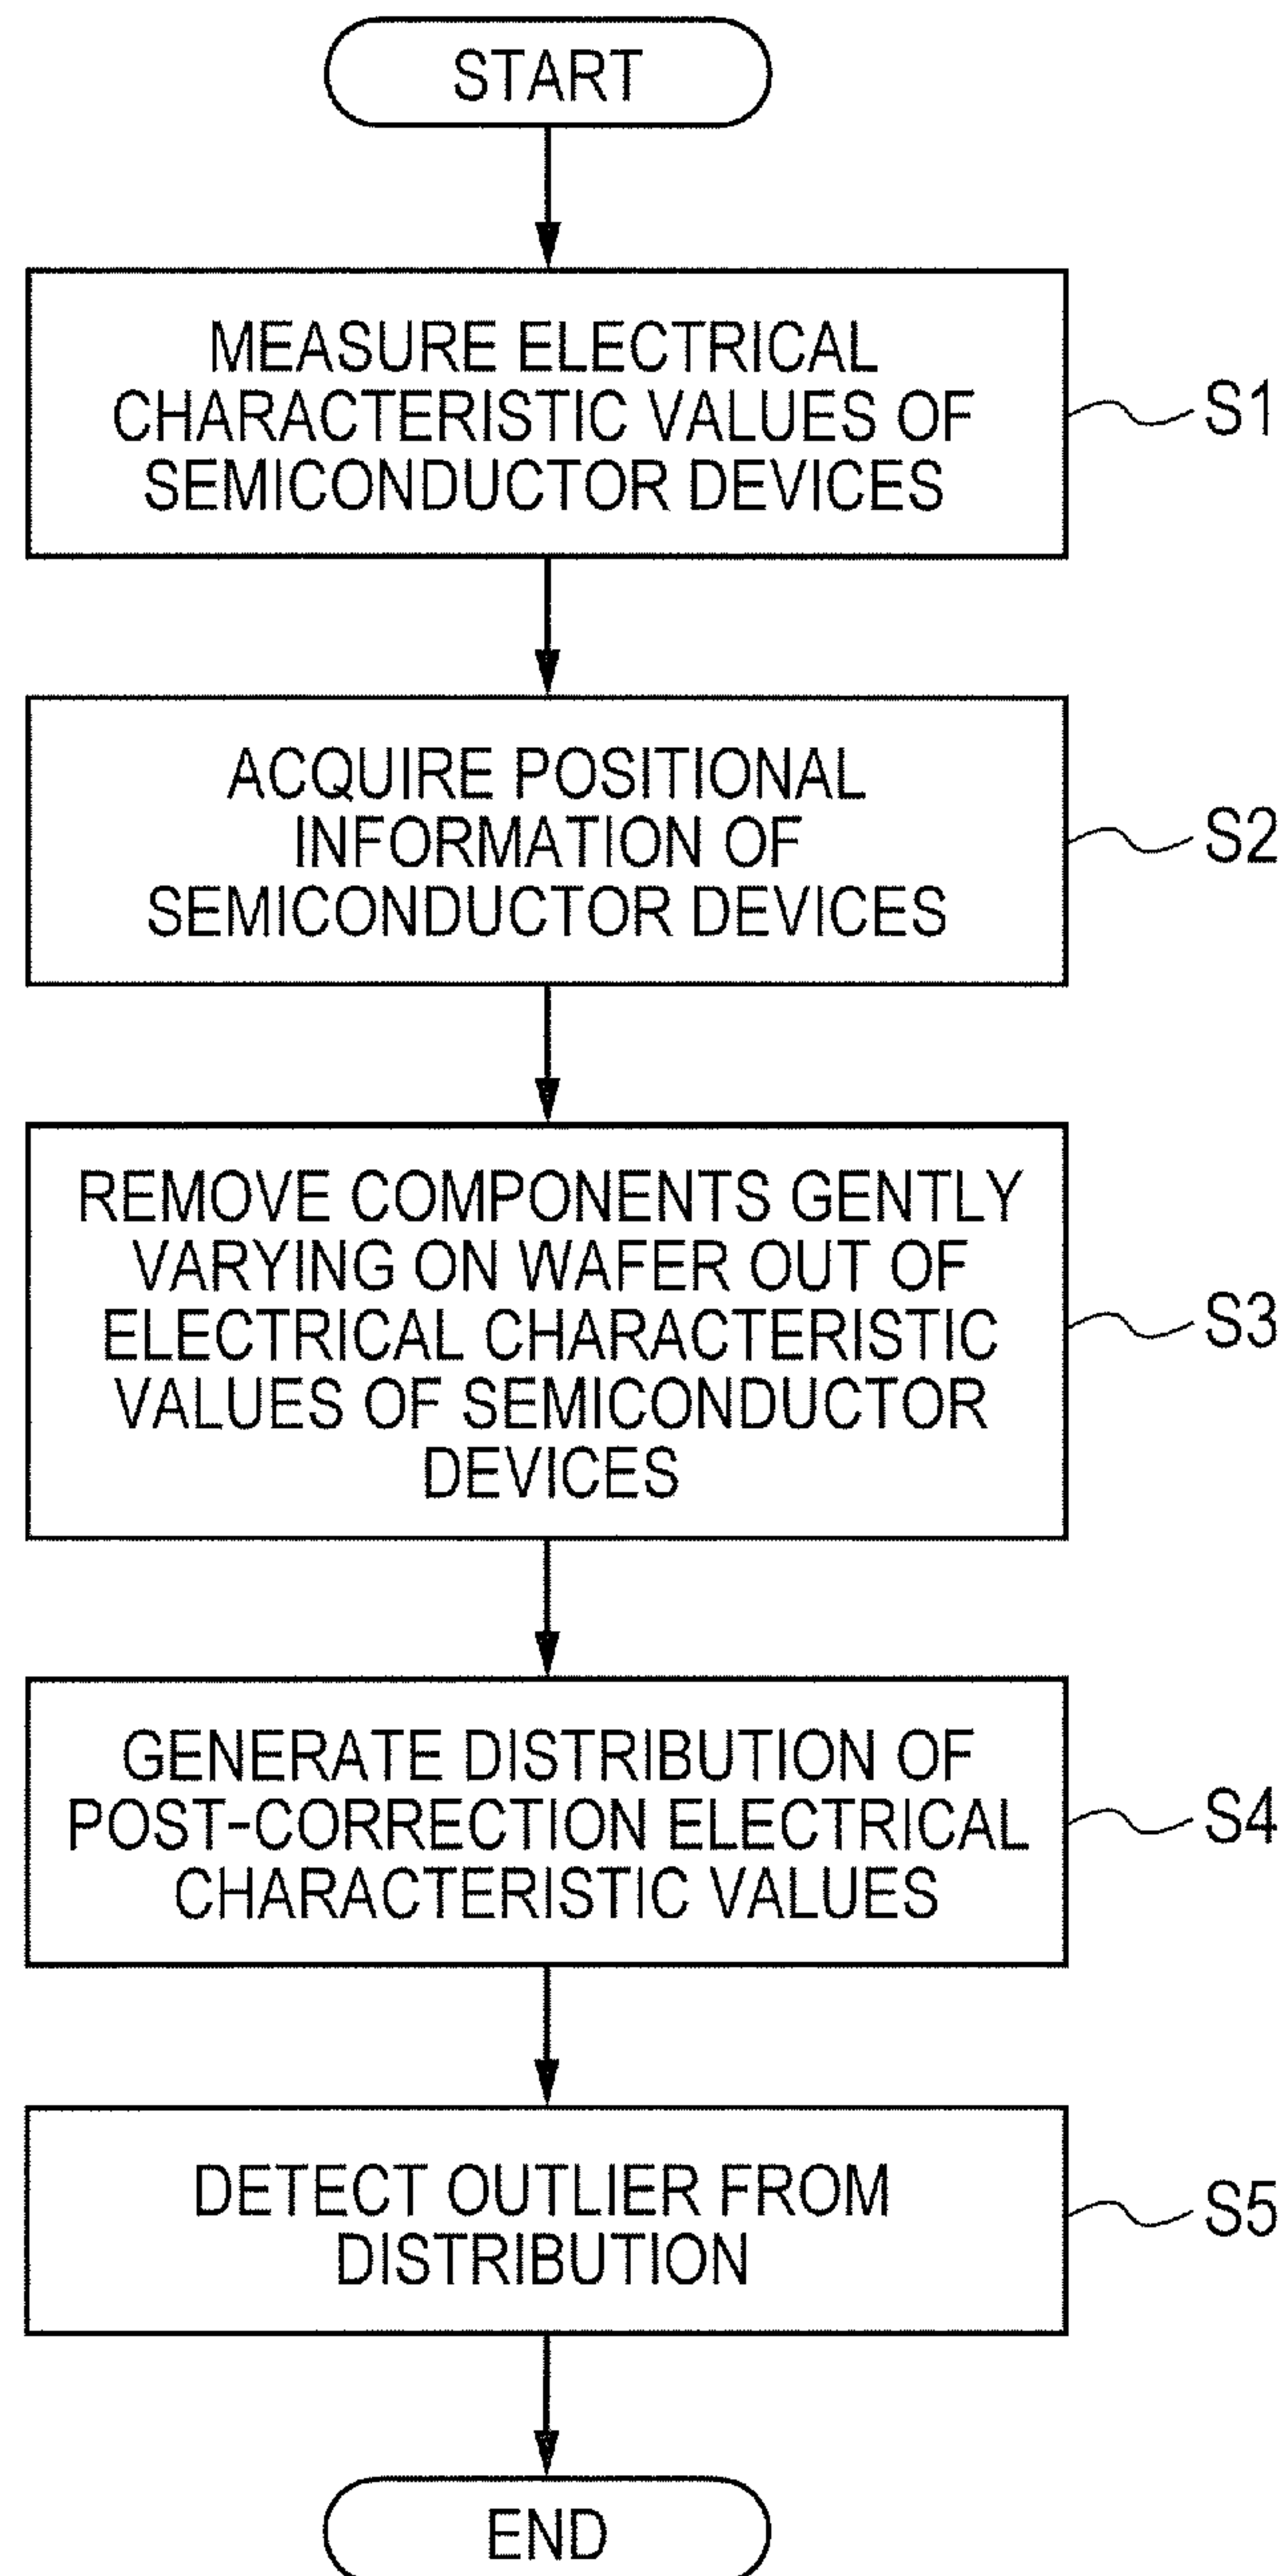 START
MEASURE ELECTRICAL
CHARACTERISTIC VALUES OF
SEMICONDUCTOR DEVICES
S1
ACQUIRE POSITIONAL
INFORMATION OF
SEMICONDUCTOR DEVICES
S2
REMOVE COMPONENTS GENTLY
VARYING ON WAFER OUT OF
ELECTRICAL CHARACTERISTIC
VALUES OF SEMICONDUCTOR
DEVICES
S3
GENERATE DISTRIBUTION OF
POST-CORRECTION ELECTRICAL
CHARACTERISTIC VALUES
S4
DETECT OUTLIER FROM
DISTRIBUTION
S5
END